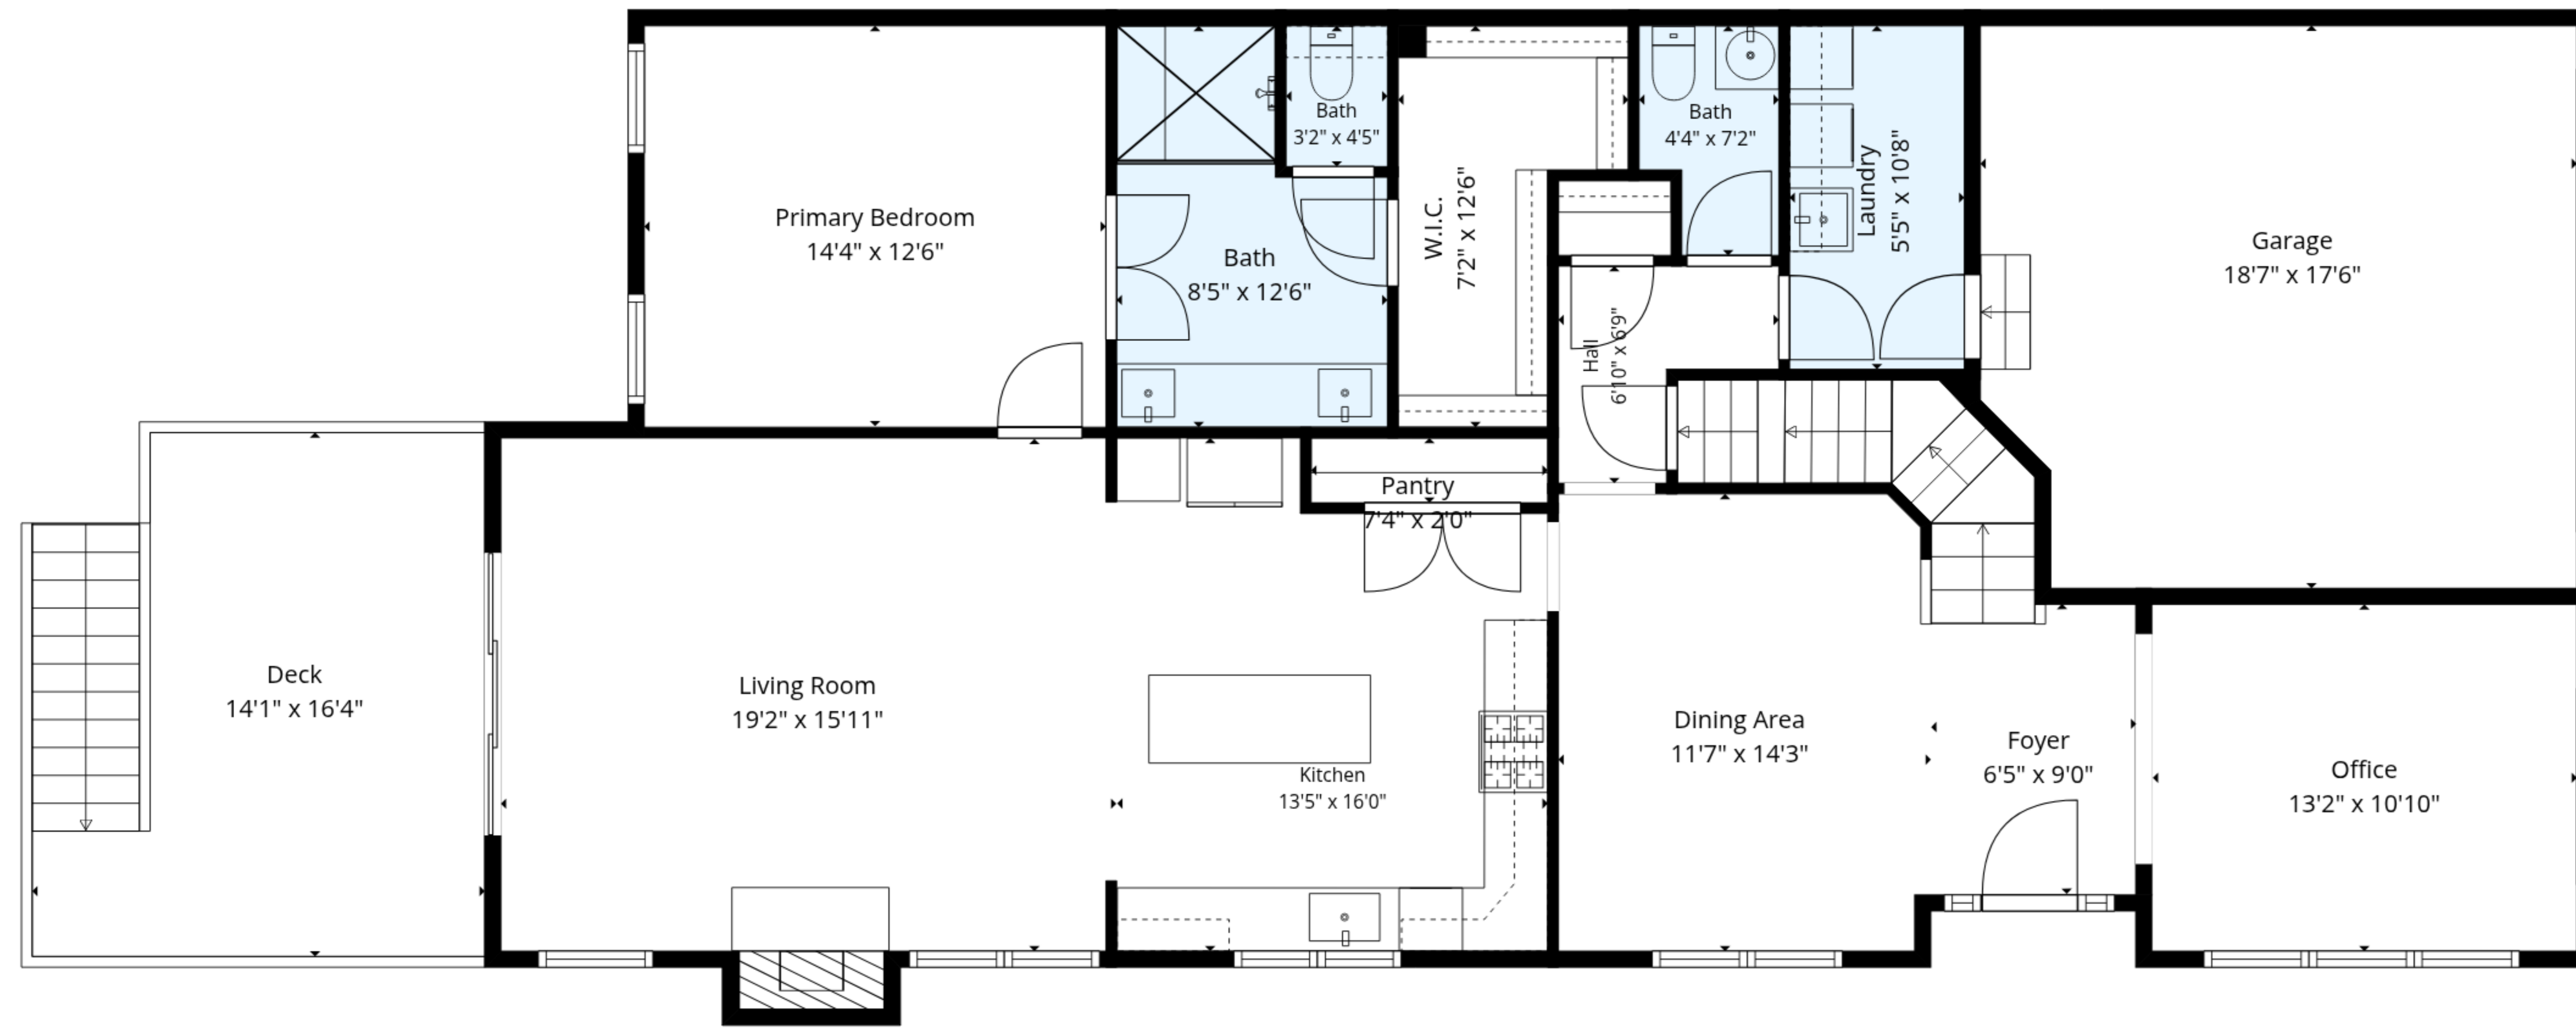 Primary Bedroom
14'4" x 12'6"
Bath
8'5" x 12'6"
Bath
3'2" x 4'5"
W.I.C.
7'2" x 12'6"
Bath
4'4" x 7'2"
Laundry
5'5" x 10'8"
Garage
18'7" x 17'6"
Hall
6'10" x 6'9"
Pantry
7'4" x 2'0"
Deck
14'1" x 16'4"
Living Room
19'2" x 15'11"
Kitchen
13'5" x 16'0"
Dining Area
11'7" x 14'3"
Foyer
6'5" x 9'0"
Office
13'2" x 10'10"